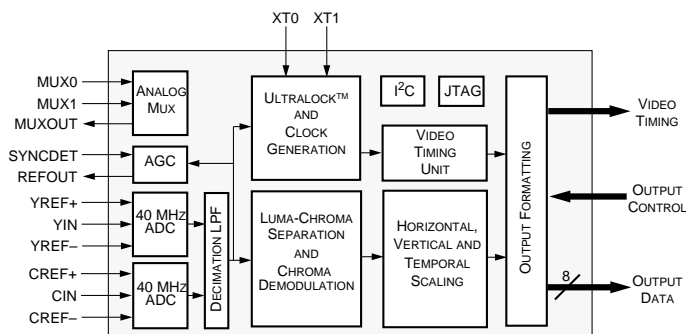 XT0 XT1
MUX0
MUX1
MUXOUT
ANALOG
MUX
SYNCDET
REFOUT
AGC
YREF+
YIN
YREF–
40 MHZ
ADC
CREF+
CIN
CREF–
40 MHZ
ADC
DECIMATION LPF
ULTRALOCK™
AND
CLOCK
GENERATION
I2C
JTAG
VIDEO
TIMING
UNIT
LUMA-CHROMA
SEPARATION
AND
CHROMA
DEMODULATION
HORIZONTAL,
VERTICAL AND
TEMPORAL
SCALING
OUTPUT FORMATTING
VIDEO
TIMING
OUTPUT
CONTROL
8
OUTPUT
DATA